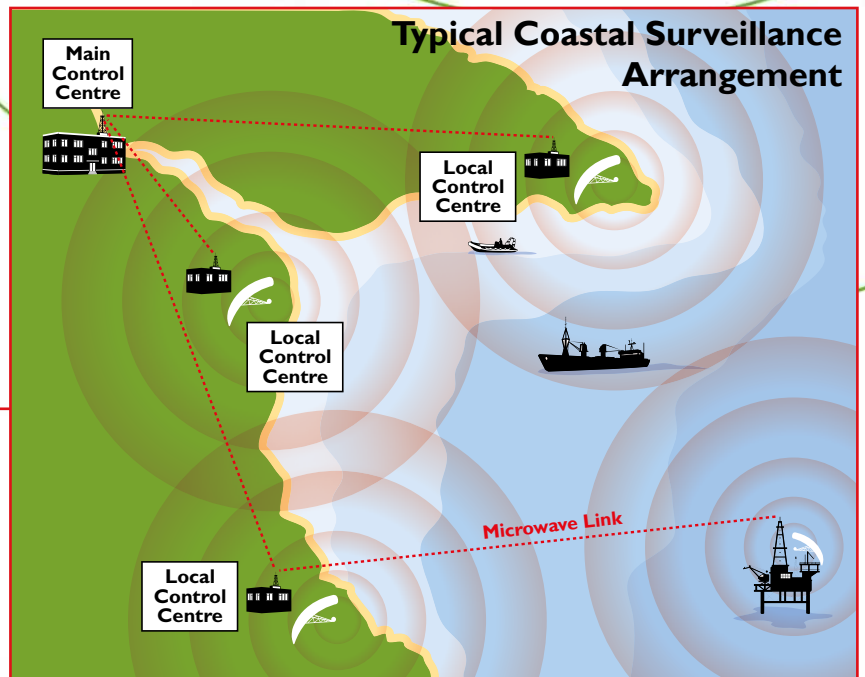 Typical Coastal Surveillance
Arrangement
Main
Control
Centre
Local
Control
Centre
Local
Control
Centre
Microwave Link
Local
Control
Centre